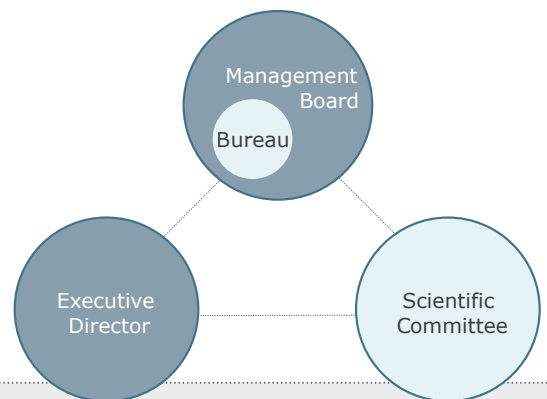 Management
Board
Bureau
Executive
Director
Scientific
Committee